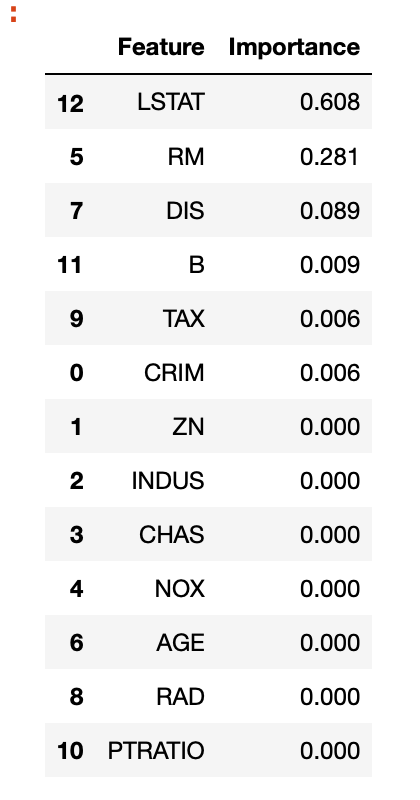 :
Feature Importance
12 LSTAT 0.608
5 RM 0.281
7 DIS 0.089
11 B 0.009
9 TAX 0.006
0 CRIM 0.006
1 ZN 0.000
2 INDUS 0.000
3 CHAS 0.000
4 NOX 0.000
6 AGE 0.000
8 RAD 0.000
10 PTRATIO 0.000